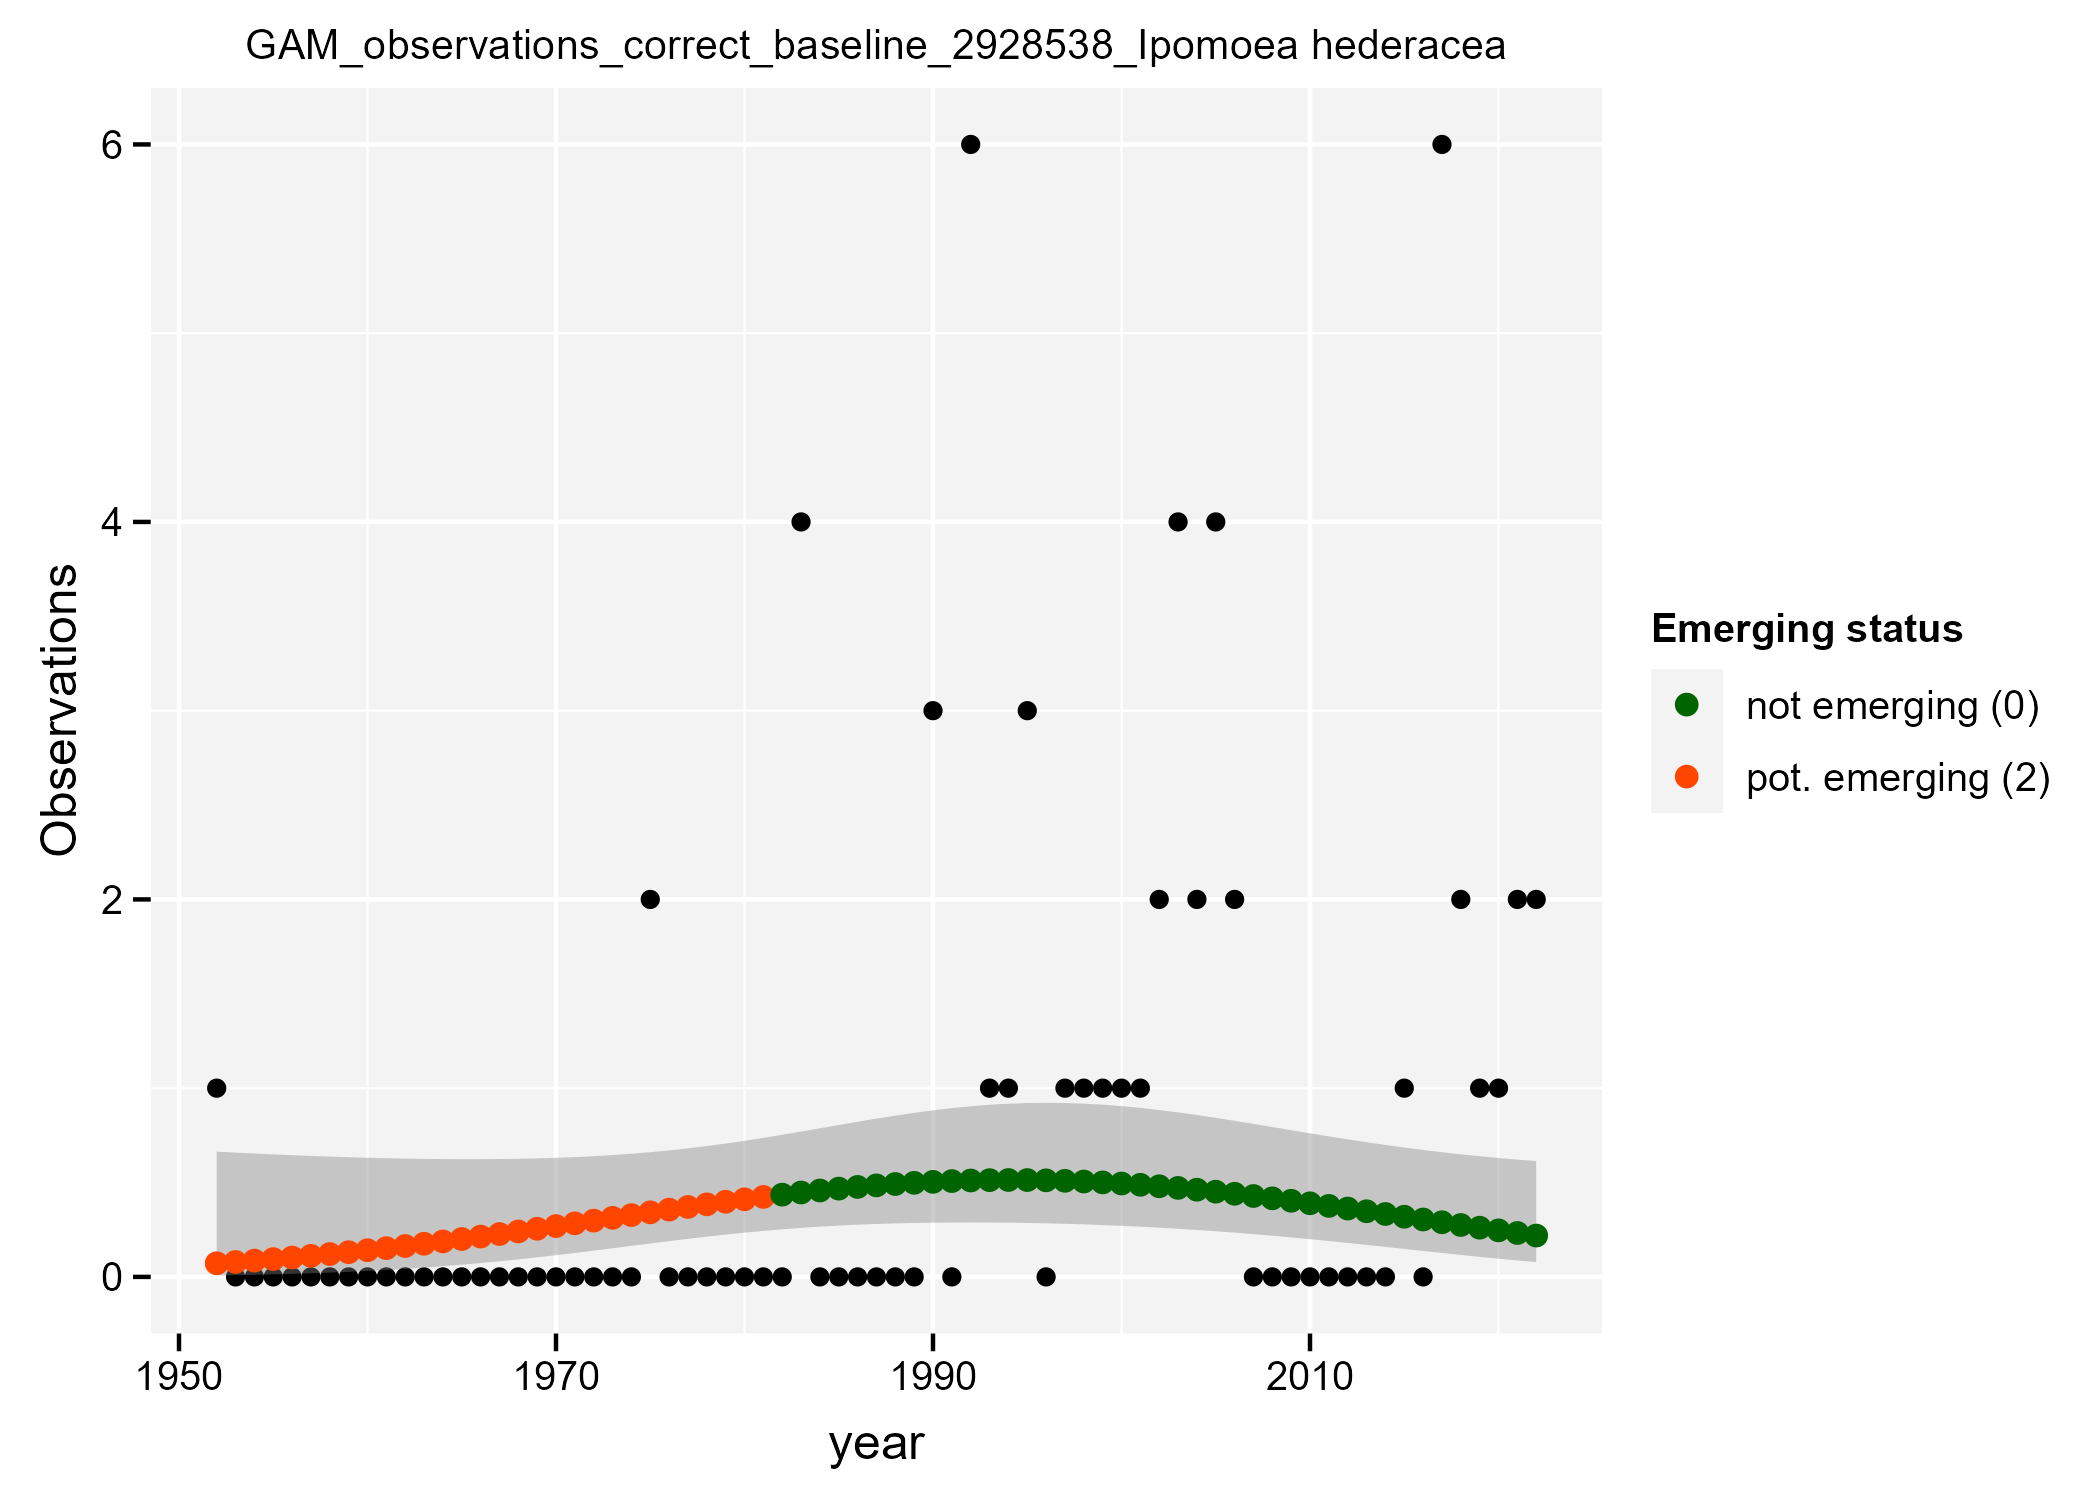 GAM_observations_correct_baseline_2928538_Ipomoea hederacea
6
4
2
0
Observations
1950 1970 1990 2010
year
Emerging status
not emerging (0)
pot. emerging (2)